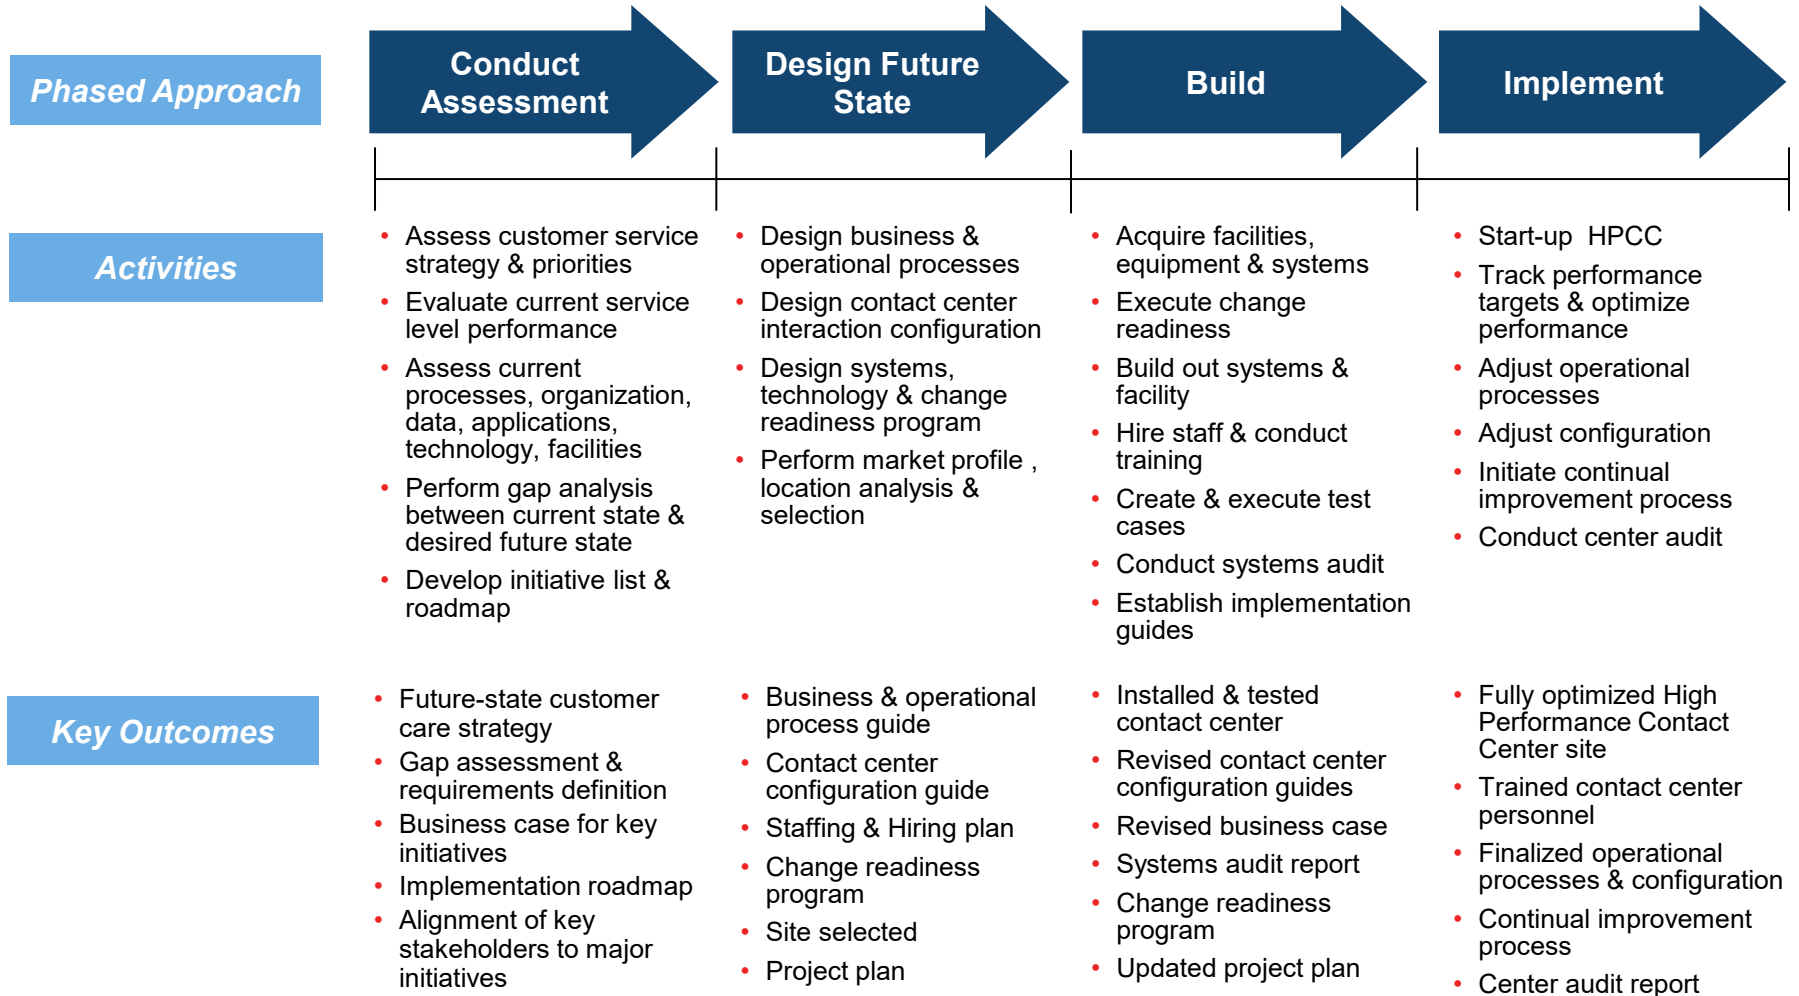 Phased Approach
Conduct
Assessment
Design Future
State
Build
Implement
Activities
• Assess customer service
strategy & priorities
• Evaluate current service
level performance
• Assess current
processes, organization,
data, applications,
technology, facilities
• Perform gap analysis
between current state &
desired future state
• Develop initiative list &
roadmap
• Design business &
operational processes
• Design contact center
interaction configuration
• Design systems,
technology & change
readiness program
• Perform market profile ,
location analysis &
selection
• Acquire facilities,
equipment & systems
• Execute change
readiness
• Build out systems &
facility
• Hire staff & conduct
training
• Create & execute test
cases
• Conduct systems audit
• Establish implementation
guides
• Start-up  HPCC
• Track performance
targets & optimize
performance
• Adjust operational
processes
• Adjust configuration
• Initiate continual
improvement process
• Conduct center audit
Key Outcomes
• Future-state customer
care strategy
• Gap assessment &
requirements definition
• Business case for key
initiatives
• Implementation roadmap
• Alignment of key
stakeholders to major
initiatives
• Business & operational
process guide
• Contact center
configuration guide
• Staffing & Hiring plan
• Change readiness
program
• Site selected
• Project plan
• Installed & tested
contact center
• Revised contact center
configuration guides
• Revised business case
• Systems audit report
• Change readiness
program
• Updated project plan
• Fully optimized High
Performance Contact
Center site
• Trained contact center
personnel
• Finalized operational
processes & configuration
• Continual improvement
process
• Center audit report